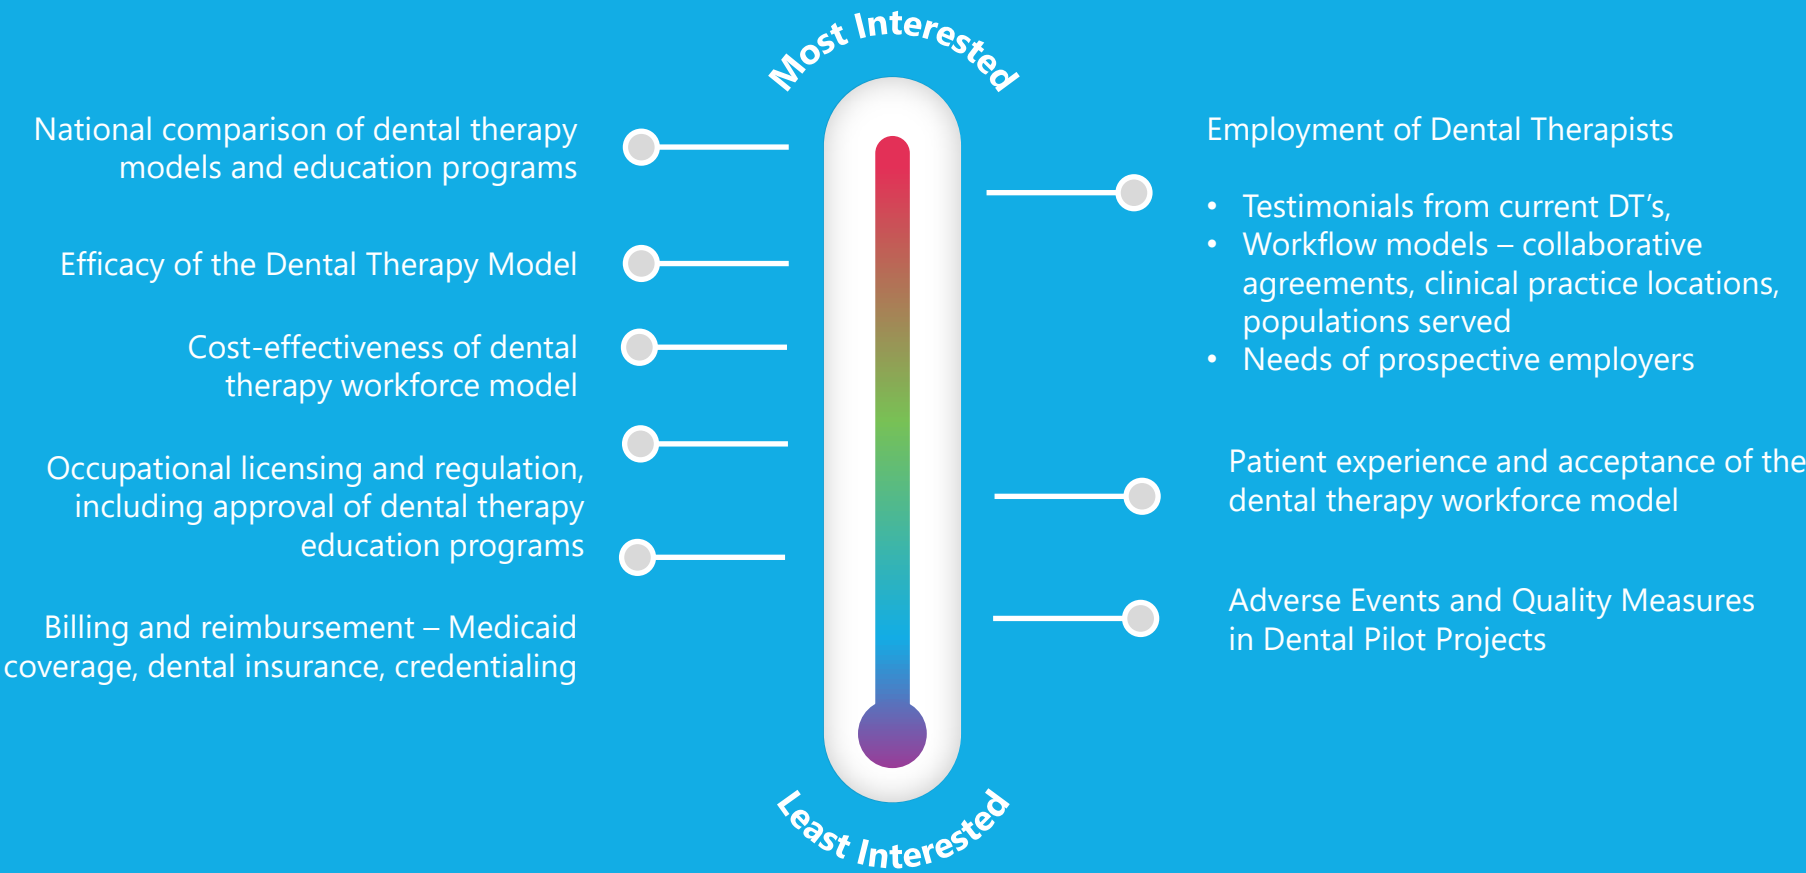 Most Interested
National comparison of dental therapy
models and education programs
Efficacy of the Dental Therapy Model
Cost-effectiveness of dental
therapy workforce model
Occupational licensing and regulation,
including approval of dental therapy
education programs
Billing and reimbursement – Medicaid
coverage, dental insurance, credentialing
Employment of Dental Therapists
• Testimonials from current DT’s,
• Workflow models – collaborative
agreements, clinical practice locations,
populations served
• Needs of prospective employers
Patient experience and acceptance of the
dental therapy workforce model
Adverse Events and Quality Measures
in Dental Pilot Projects
Least Interested